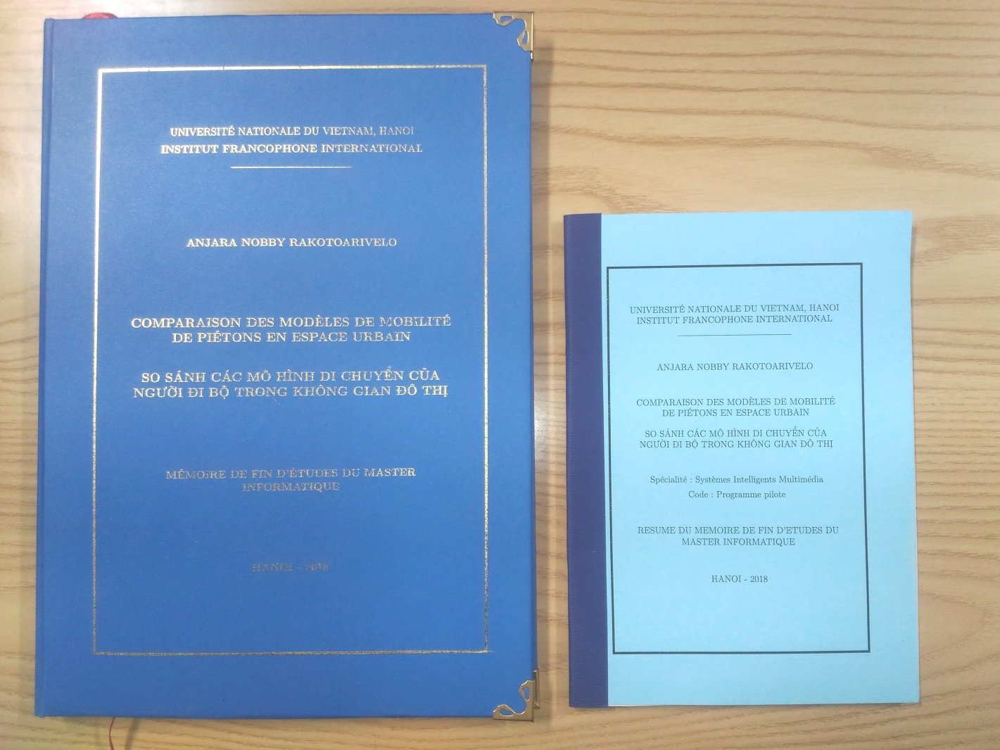 UNIVERSITÉ NATIONALE DU VIETNAM, HANOI
INSTITUT FRANCOPHONE INTERNATIONAL
ANJARA NOBBY RAKOTOARIVELO
COMPARAISON DES MODÈLES DE MOBILITÉ
DE PIÉTONS EN ESPACE URBAIN
SO SÁNH CÁC MÔ HÌNH DI CHUYỂN CỦA
NGƯỜI ĐI BỘ TRONG KHÔNG GIAN ĐÔ THỊ
MÉMOIRE DE FIN D'ÉTUDES DU MASTER
INFORMATIQUE
HANOI - 2018
UNIVERSITÉ NATIONALE DU VIETNAM, HANOI
INSTITUT FRANCOPHONE INTERNATIONAL
ANJARA NOBBY RAKOTOARIVELO
COMPARAISON DES MODÈLES DE MOBILITÉ
DE PIÉTONS EN ESPACE URBAIN
SO SÁNH CÁC MÔ HÌNH DI CHUYỂN CỦA
NGƯỜI ĐI BỘ TRONG KHÔNG GIAN ĐÔ THỊ
Spécialité : Systèmes Intelligents Multimédia
Code : Programme pilote
RESUME DU MEMOIRE DE FIN D'ETUDES DU
MASTER INFORMATIQUE
HANOI - 2018